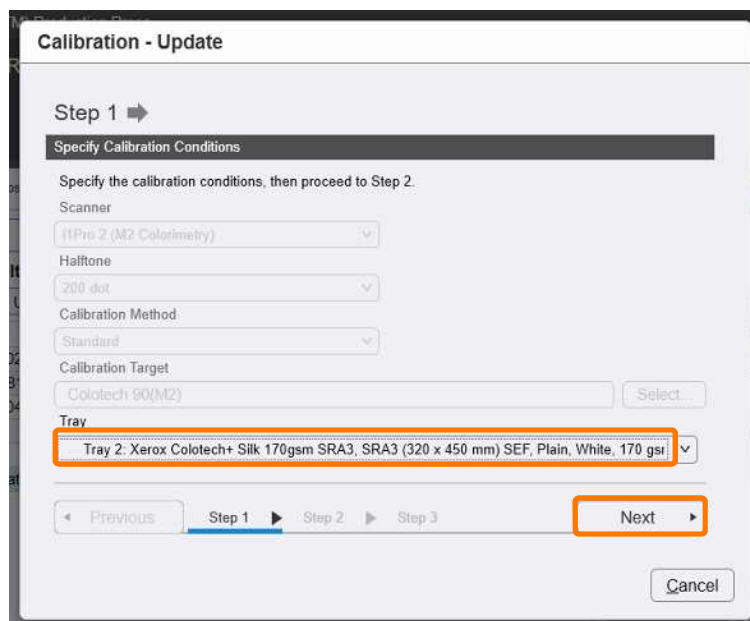 Calibration - Update
Step 1
Specify Calibration Conditions
Specify the calibration conditions, then proceed to Step 2.
Scanner
i1Pro 2 (M2 Colorimetry)
Halftone
200 dot
Calibration Method
Standard
Calibration Target
Colotech 90(M2)
Select...
Tray
Tray 2: Xerox Colotech+ Silk 170gsm SRA3, SRA3 (320 x 450 mm) SEF, Plain, White, 170 gsr
Previous
Step 1
Step 2
Step 3
Next
Cancel